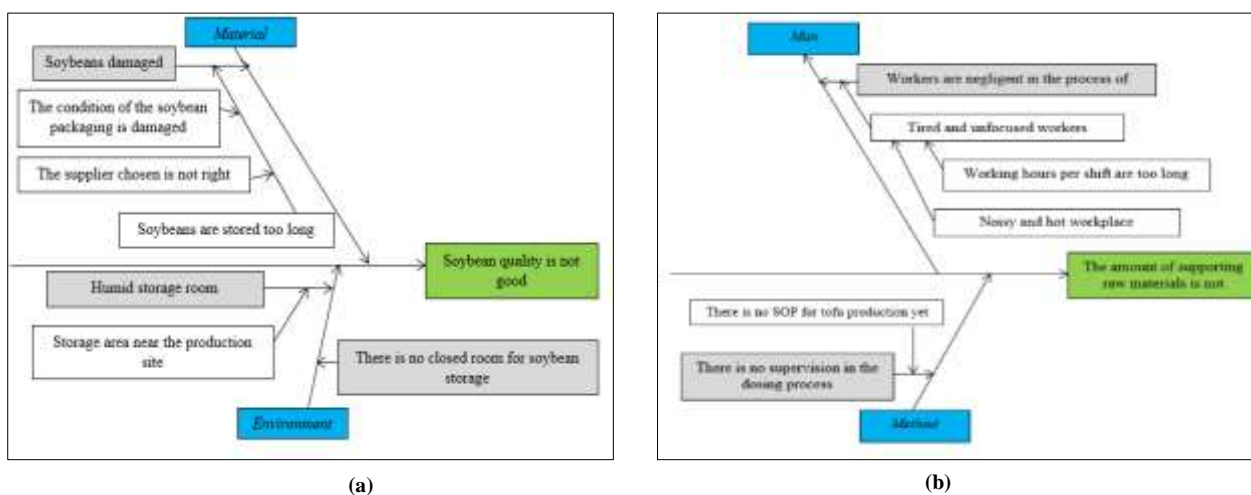 Material
Soybeans damaged
The condition of the soybean
packaging is damaged
The supplier chosen is not right
Soybeans are stored too long
Soybean quality is not
good
Humid storage room
Storage area near the production
site
There is no closed room for soybean
storage
Environmant
(a)
Man
Workers are negligent in the process of
Tired and unfocused workers
Working hours per shift are too long
Nossy and hot workplace
The amount of supporting
raw materials is not
There is no SOP for tofu production yet
There is no supervision in the
dosing process
(b)